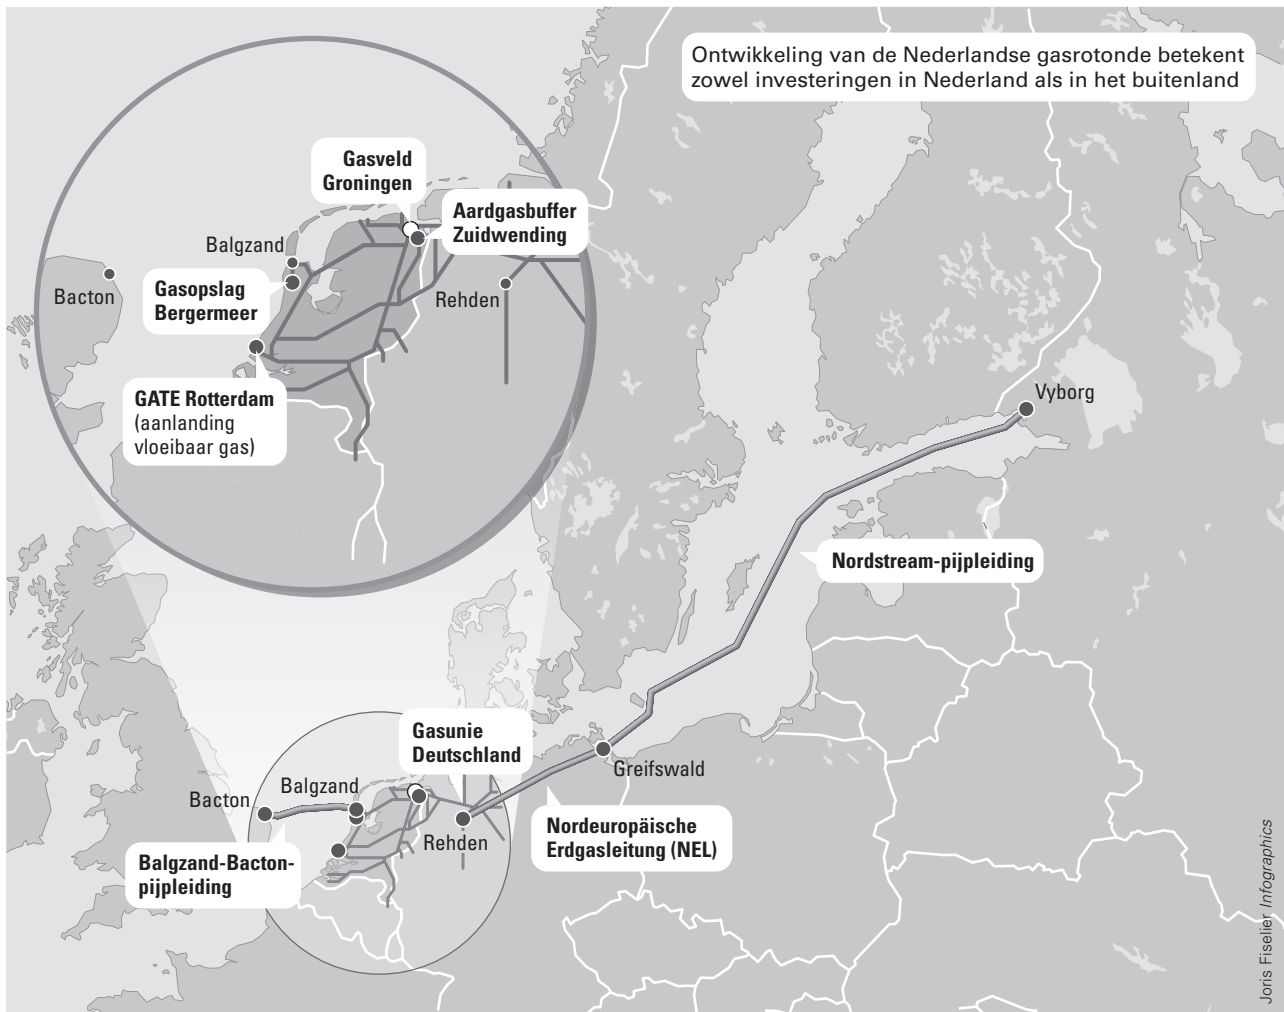 Ontwikkeling van de Nederlandse gasrotonde betekent
zowel investeringen in Nederland als in het buitenland
Gasveld
Groningen
Aardgasbuffer
Zuidwending
Balgzand
Bacton
Gasopslag
Bergermeer
Rehden
GATE Rotterdam
(aanlanding
vloeibaar gas)
Vyborg
Nordstream-pijpleiding
Gasunie
Deutschland
Greifswald
Balgzand
Bacton
Rehden
Nordeuropäische
Erdgasleitung (NEL)
Balgzand-Bacton-
pijpleiding
Joris Fiselier Infographics